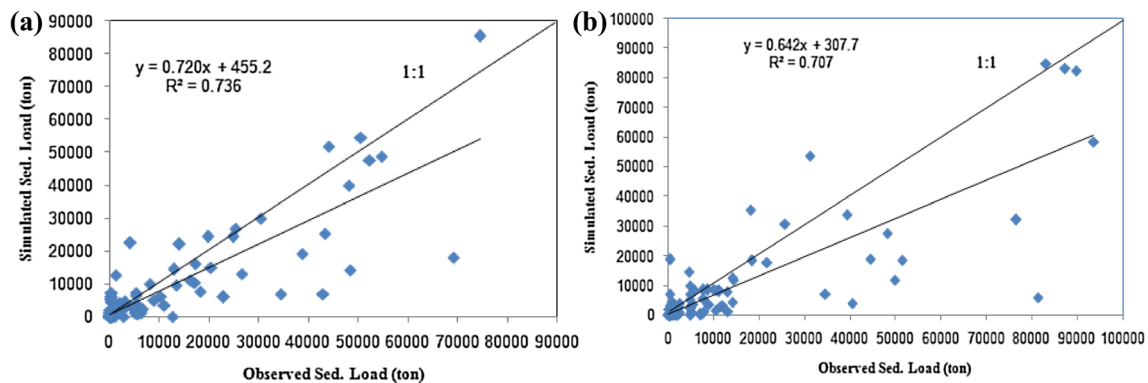 (a)
90000
80000
70000
60000
50000
40000
30000
20000
10000
0
Simulated Sed. Load (ton)
y = 0.720x + 455.2
R² = 0.736
1:1
0 10000 20000 30000 40000 50000 60000 70000 80000 90000
Observed Sed. Load (ton)
(b)
100000
90000
80000
70000
60000
50000
40000
30000
20000
10000
0
Simulated Sed. Load (ton)
y = 0.642x + 307.7
R² = 0.707
1:1
0 10000 20000 30000 40000 50000 60000 70000 80000 90000 100000
Observed Sed. Load (ton)